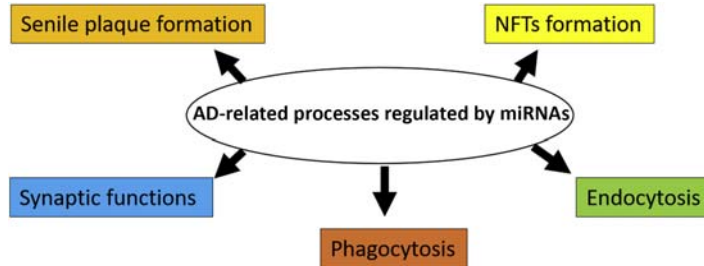 Senile plaque formation
NFTs formation
AD-related processes regulated by miRNAs
Synaptic functions
Endocytosis
Phagocytosis